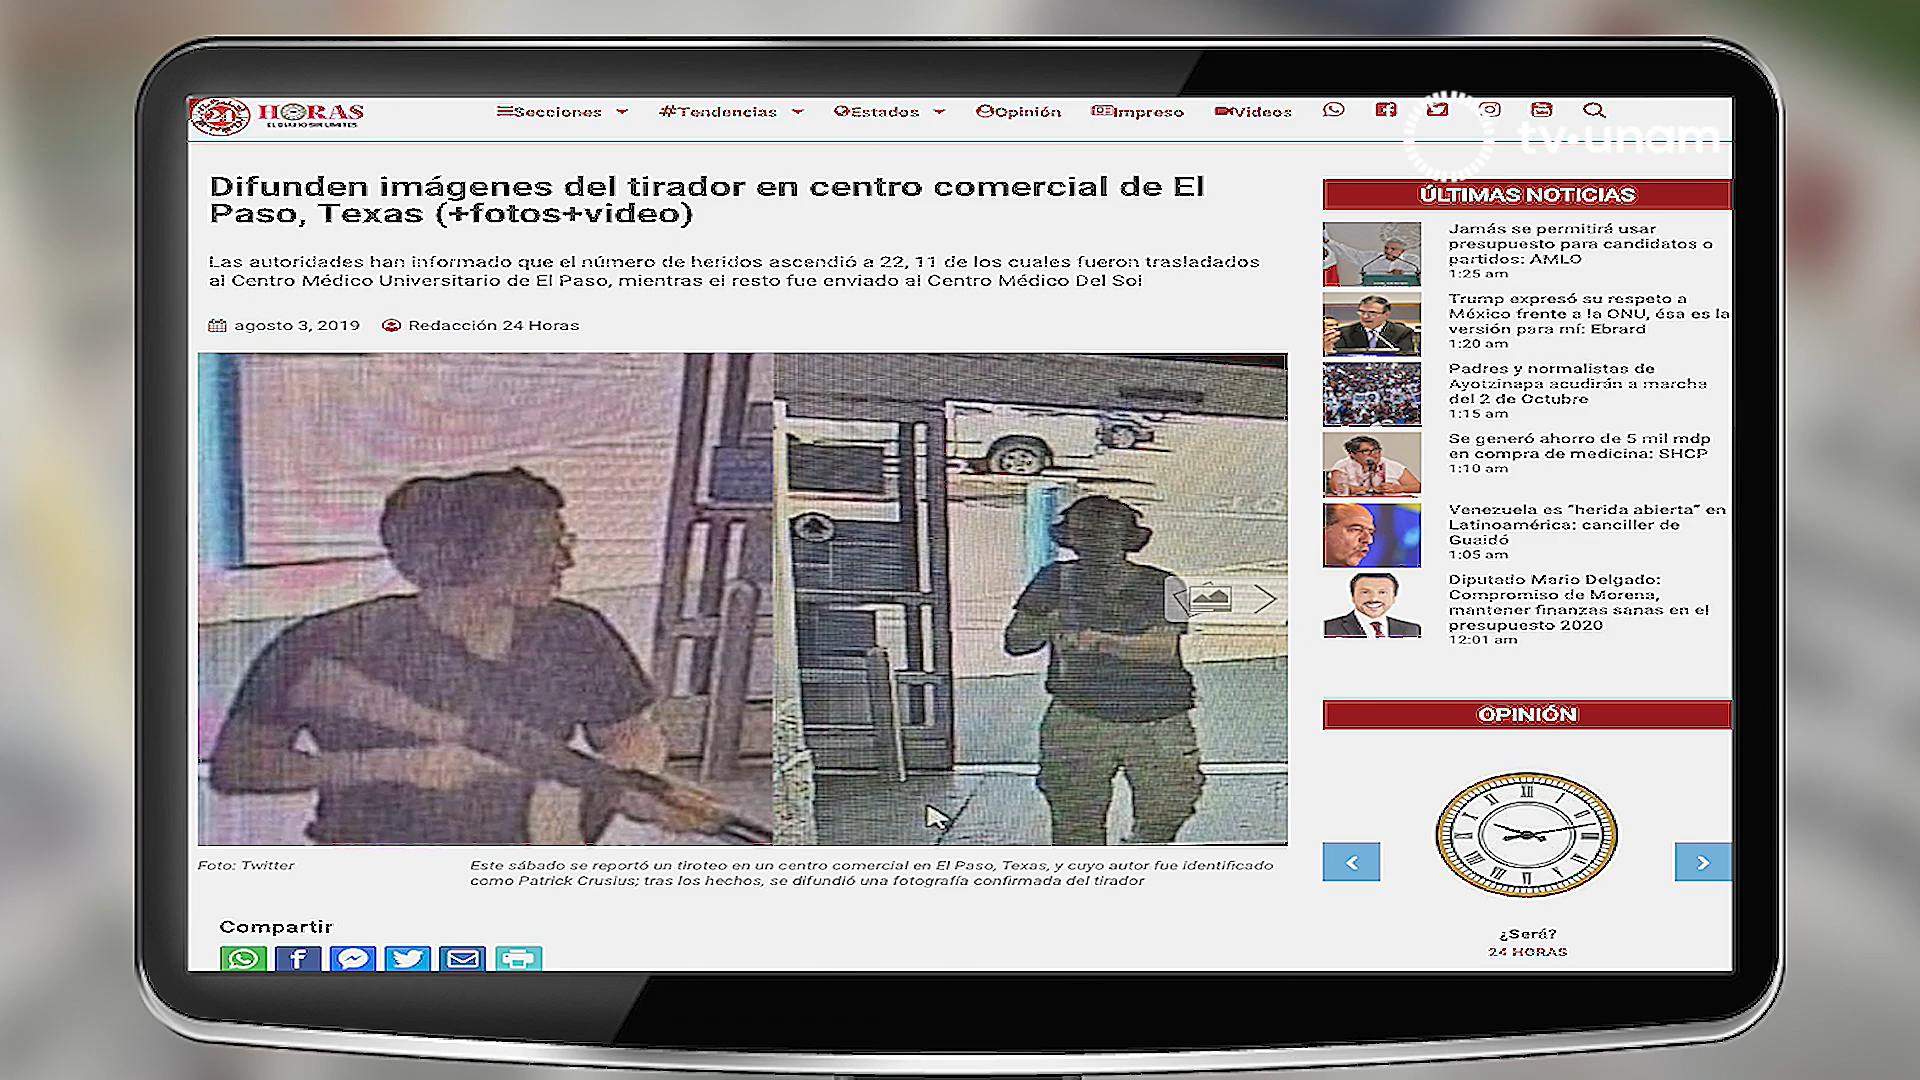 24 HORAS
EL DIARIO SIN LÍMITES
Secciones #Tendencias Estados Opinión Impreso Videos
tv·unam
Difunden imágenes del tirador en centro comercial de El
Paso, Texas (+fotos+video)
Las autoridades han informado que el número de heridos ascendió a 22, 11 de los cuales fueron trasladados
al Centro Médico Universitario de El Paso, mientras el resto fue enviado al Centro Médico Del Sol
agosto 3, 2019 Redacción 24 Horas
Foto: Twitter
Este sábado se reportó un tiroteo en un centro comercial en El Paso, Texas, y cuyo autor fue identificado
como Patrick Crusius; tras los hechos, se difundió una fotografía confirmada del tirador
Compartir
ÚLTIMAS NOTICIAS
Jamás se permitirá usar
presupuesto para candidatos o
partidos: AMLO
1:25 am
Trump expresó su respeto a
México frente a la ONU, ésa es la
versión para mí: Ebrard
1:20 am
Padres y normalistas de
Ayotzinapa acudirán a marcha
del 2 de Octubre
1:15 am
Se generó ahorro de 5 mil mdp
en compra de medicina: SHCP
1:10 am
Venezuela es “herida abierta” en
Latinoamérica: canciller de
Guaidó
1:05 am
Diputado Mario Delgado:
Compromiso de Morena,
mantener finanzas sanas en el
presupuesto 2020
12:01 am
OPINIÓN
¿Será?
24 HORAS